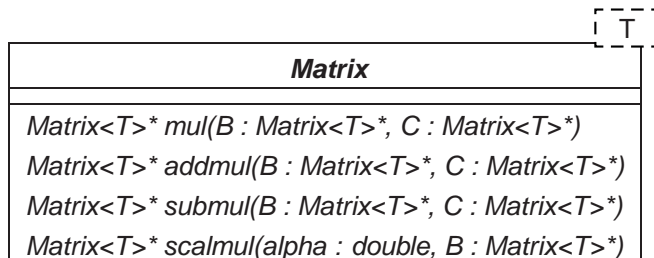 T
Matrix
Matrix<T>* mul(B : Matrix<T>*, C : Matrix<T>*)
Matrix<T>* addmul(B : Matrix<T>*, C : Matrix<T>*)
Matrix<T>* submul(B : Matrix<T>*, C : Matrix<T>*)
Matrix<T>* scalmul(alpha : double, B : Matrix<T>*)